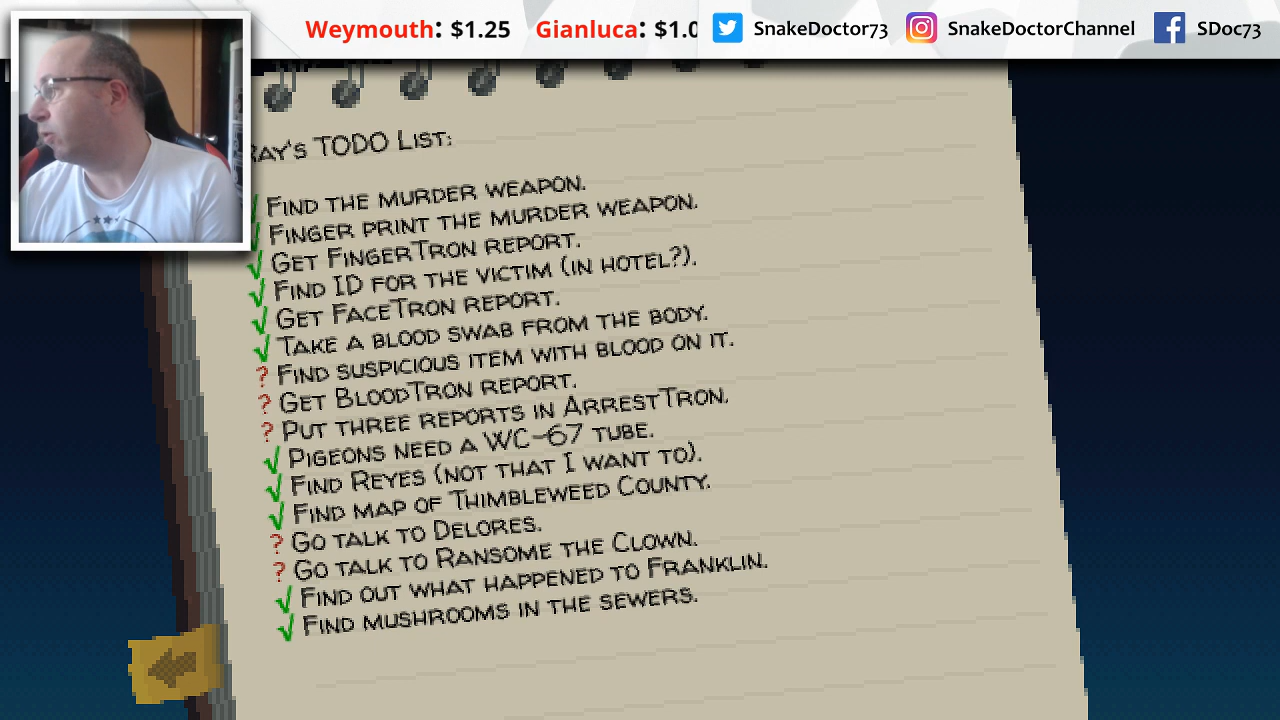 Weymouth: $1.25 Gianluca: $1.0
SnakeDoctor73 SnakeDoctorChannel SDoc73
RAY'S TODO LIST:
FIND THE MURDER WEAPON.
FINGER PRINT THE MURDER WEAPON.
GET FINGERTRON REPORT.
FIND ID FOR THE VICTIM (IN HOTEL?).
GET FACETRON REPORT.
TAKE A BLOOD SWAB FROM THE BODY.
? FIND SUSPICIOUS ITEM WITH BLOOD ON IT.
? GET BLOODTRON REPORT.
? PUT THREE REPORTS IN ARRESTTRON.
PIGEONS NEED A WC-67 TUBE.
FIND REYES (NOT THAT I WANT TO).
FIND MAP OF THIMBLEWEED COUNTY.
? GO TALK TO DELORES.
? GO TALK TO RANSOME THE CLOWN.
FIND OUT WHAT HAPPENED TO FRANKLIN.
FIND MUSHROOMS IN THE SEWERS.